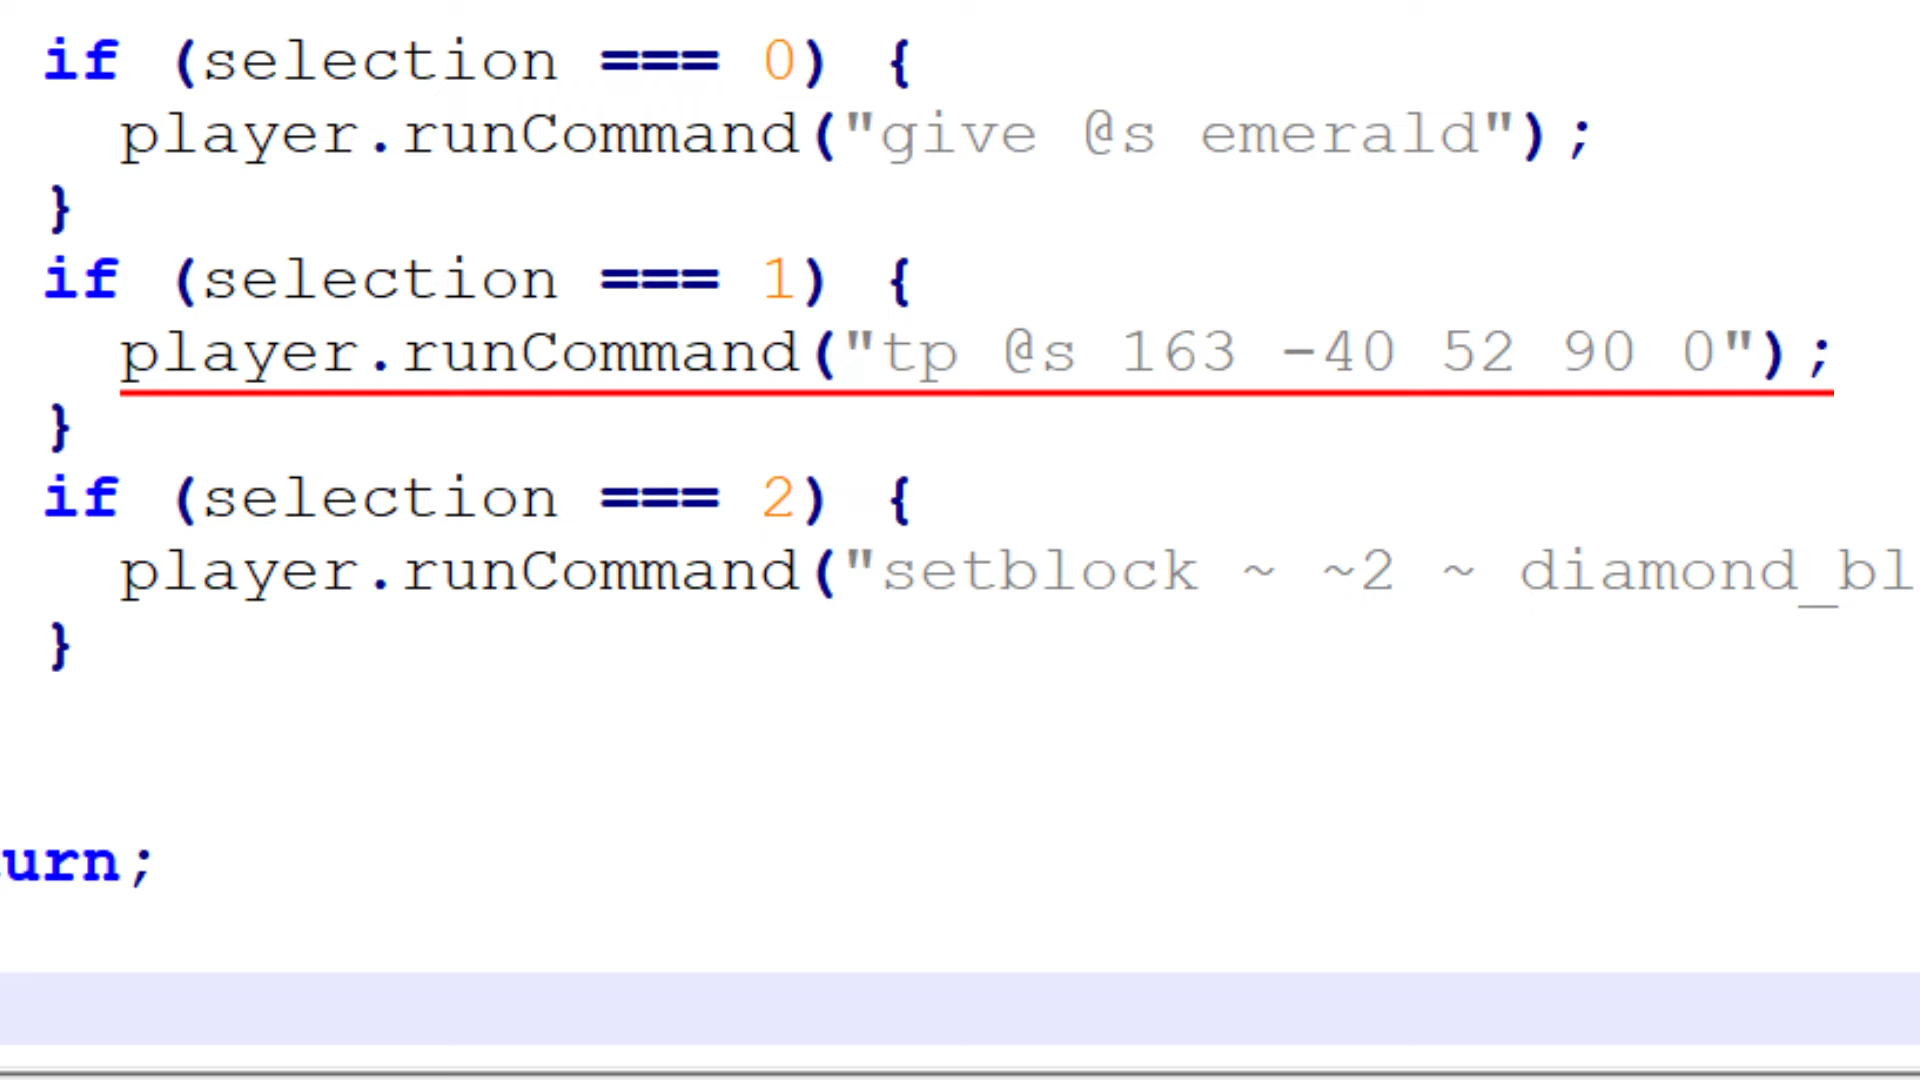 if (selection === 0) {
player.runCommand("give @s emerald");
}
if (selection === 1) {
player.runCommand("tp @s 163 -40 52 90 0");
}
if (selection === 2) {
player.runCommand("setblock ~ ~2 ~ diamond_bl
}
urn;